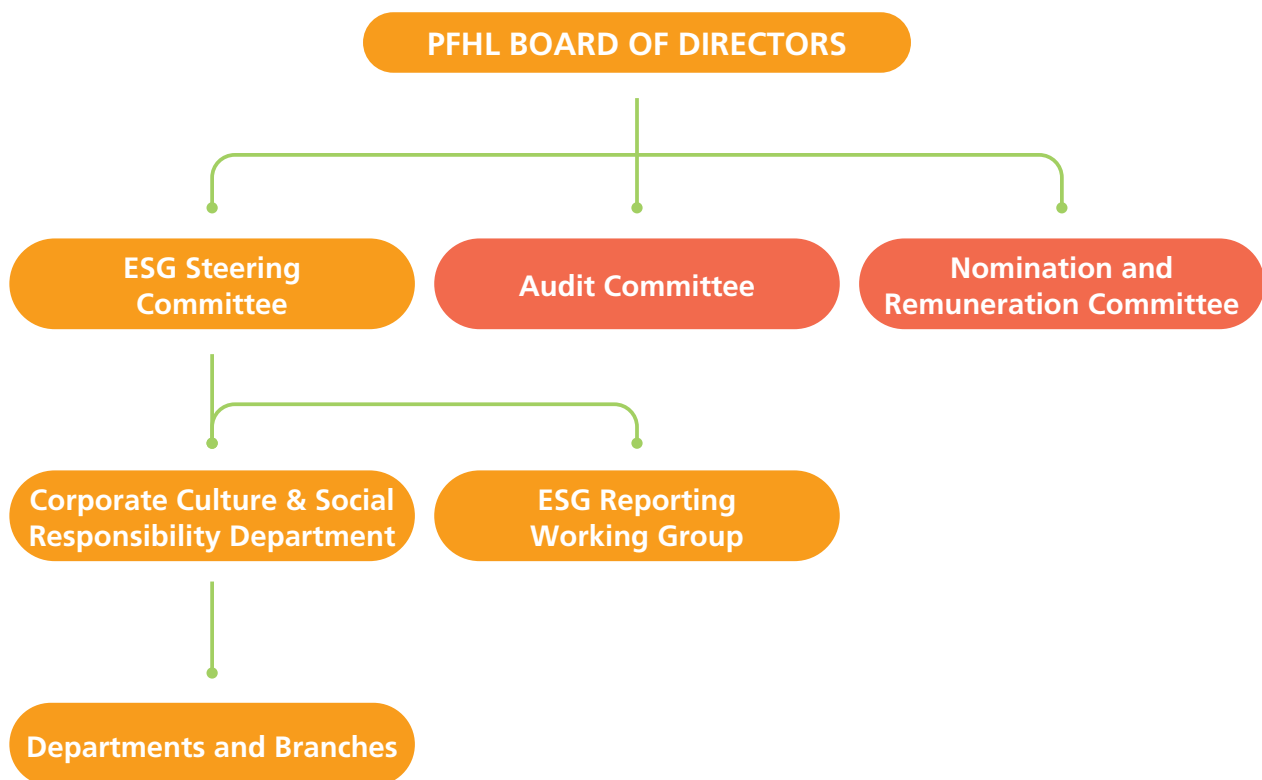 PFHL BOARD OF DIRECTORS
ESG Steering
Committee
Audit Committee
Nomination and
Remuneration Committee
Corporate Culture & Social
Responsibility Department
ESG Reporting
Working Group
Departments and Branches